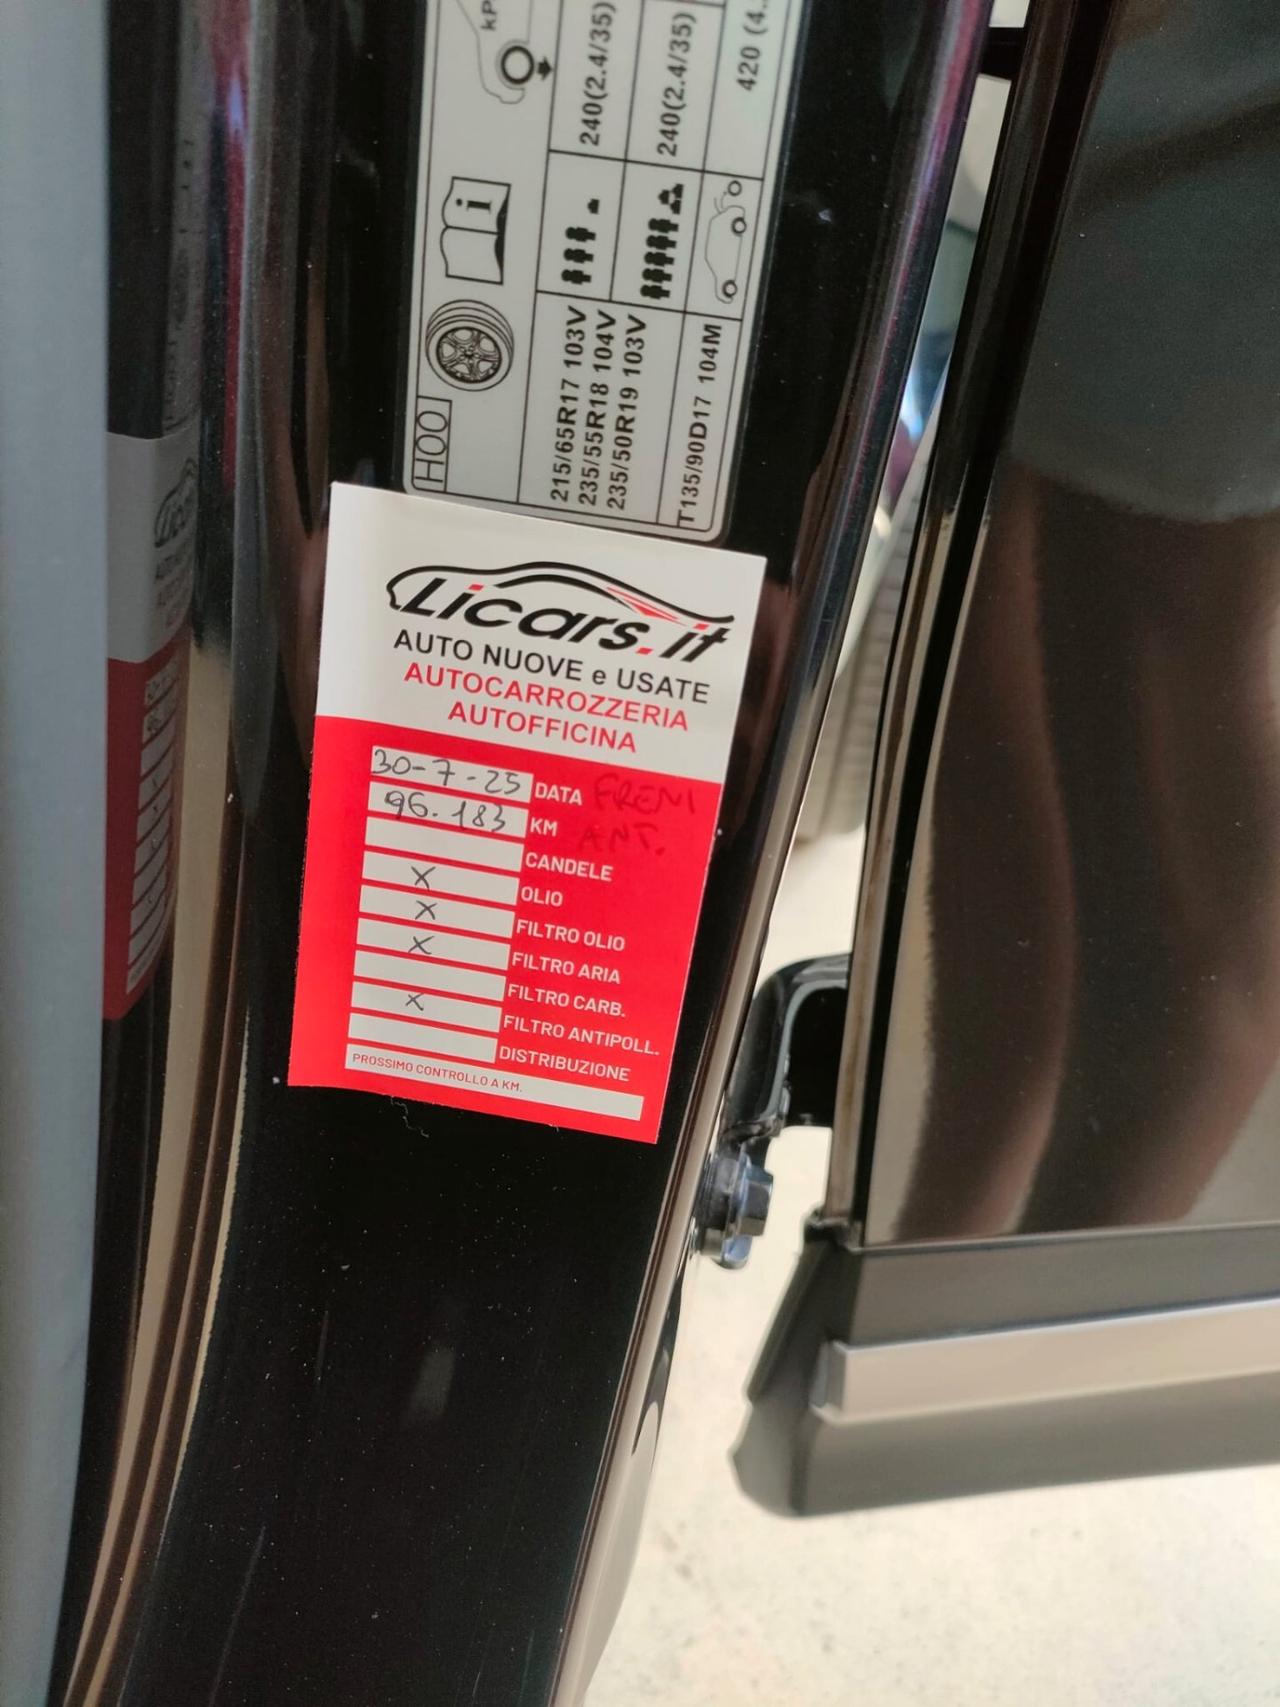 kP
240(2.4/35)
240(2.4/35)
420 (4.
i
215/65R17 103V
235/55R18 104V
235/50R19 103V
T135/90D17 104M
H00
Licars.it
AUTO NUOVE e USATE
AUTOCARROZZERIA
AUTOFFICINA
30-7-25 DATA FRENI
96.183 KM ANT.
CANDELE
X OLIO
X FILTRO OLIO
X FILTRO ARIA
FILTRO CARB.
X FILTRO ANTIPOLL.
DISTRIBUZIONE
PROSSIMO CONTROLLO A KM.